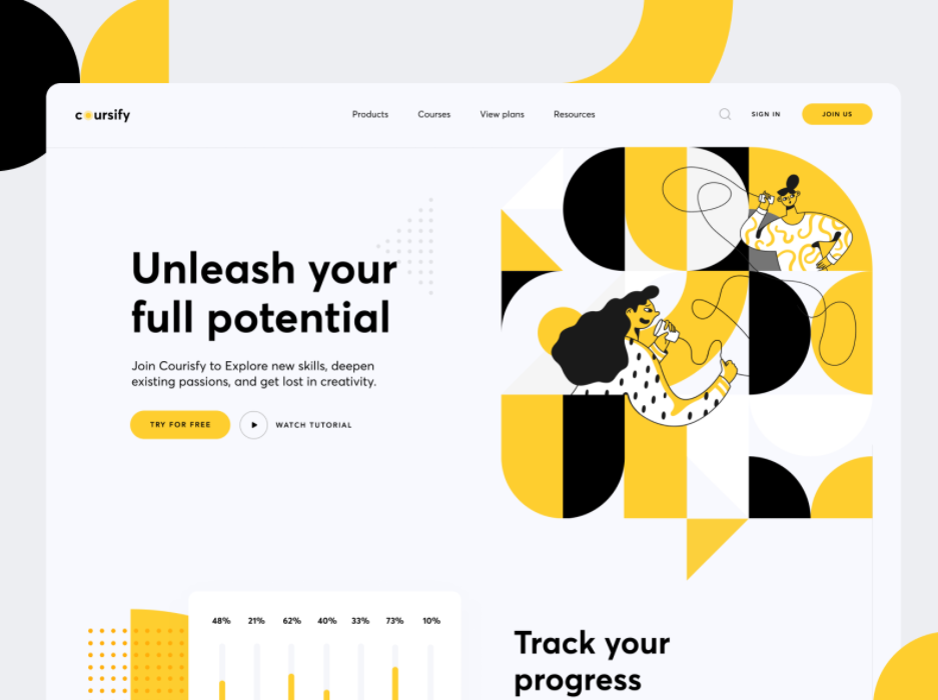 coursify
Products Courses View plans Resources
SIGN IN JOIN US
Unleash your
full potential
Join Courisfy to Explore new skills, deepen
existing passions, and get lost in creativity.
TRY FOR FREE WATCH TUTORIAL
48% 21% 62% 40% 33% 73% 10%
Track your
progress